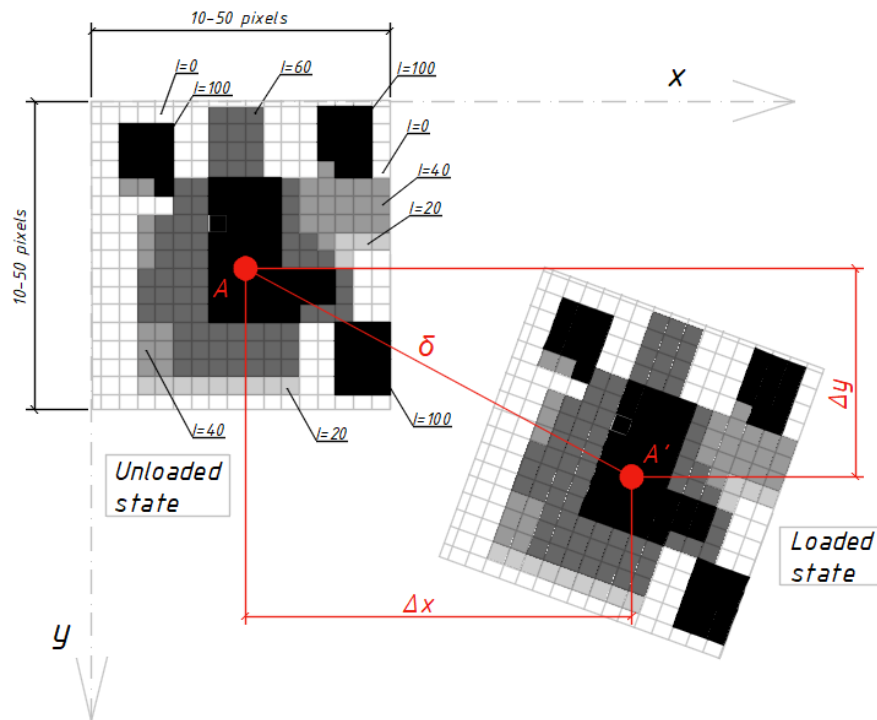 10-50 pixels
I=0
I=60
I=100
I=100
x
I=0
I=40
I=20
10-50 pixels
A
δ
Δy
A'
I=40
I=20
I=100
Unloaded
state
Loaded
state
Δx
y